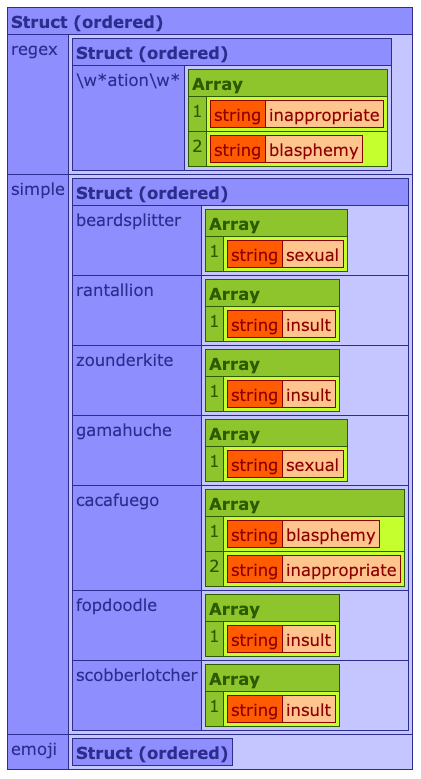 Struct (ordered)
regex
Struct (ordered)
\w*ation\w*
Array
1 string inappropriate
2 string blasphemy
simple
Struct (ordered)
beardsplitter
Array
1 string sexual
rantallion
Array
1 string insult
zounderkite
Array
1 string insult
gamahuche
Array
1 string sexual
cacafuego
Array
1 string blasphemy
2 string inappropriate
fopdoodle
Array
1 string insult
scobberlotcher
Array
1 string insult
emoji
Struct (ordered)